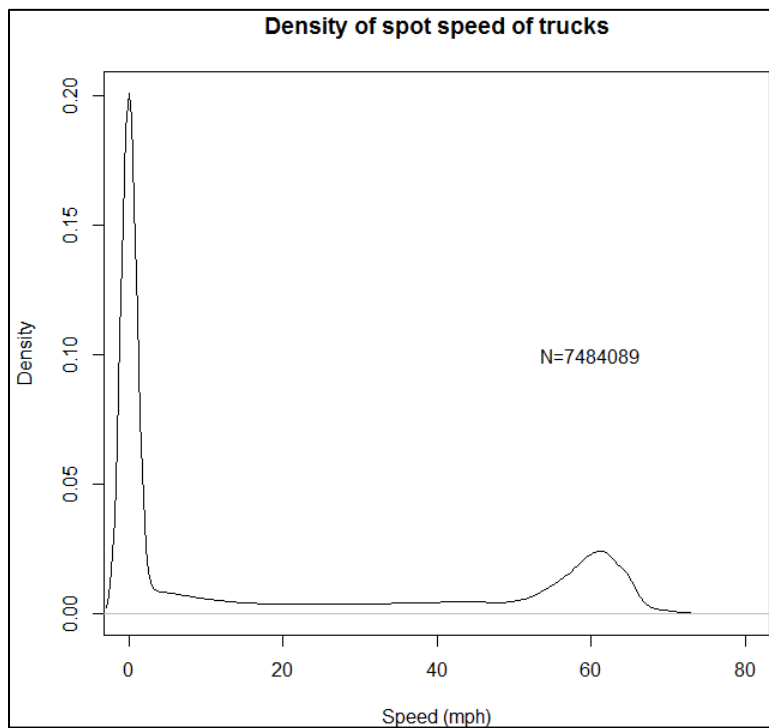 Density of spot speed of trucks
0.20
0.15
0.10
0.05
0.00
Density
N=7484089
0 20 40 60 80
Speed (mph)